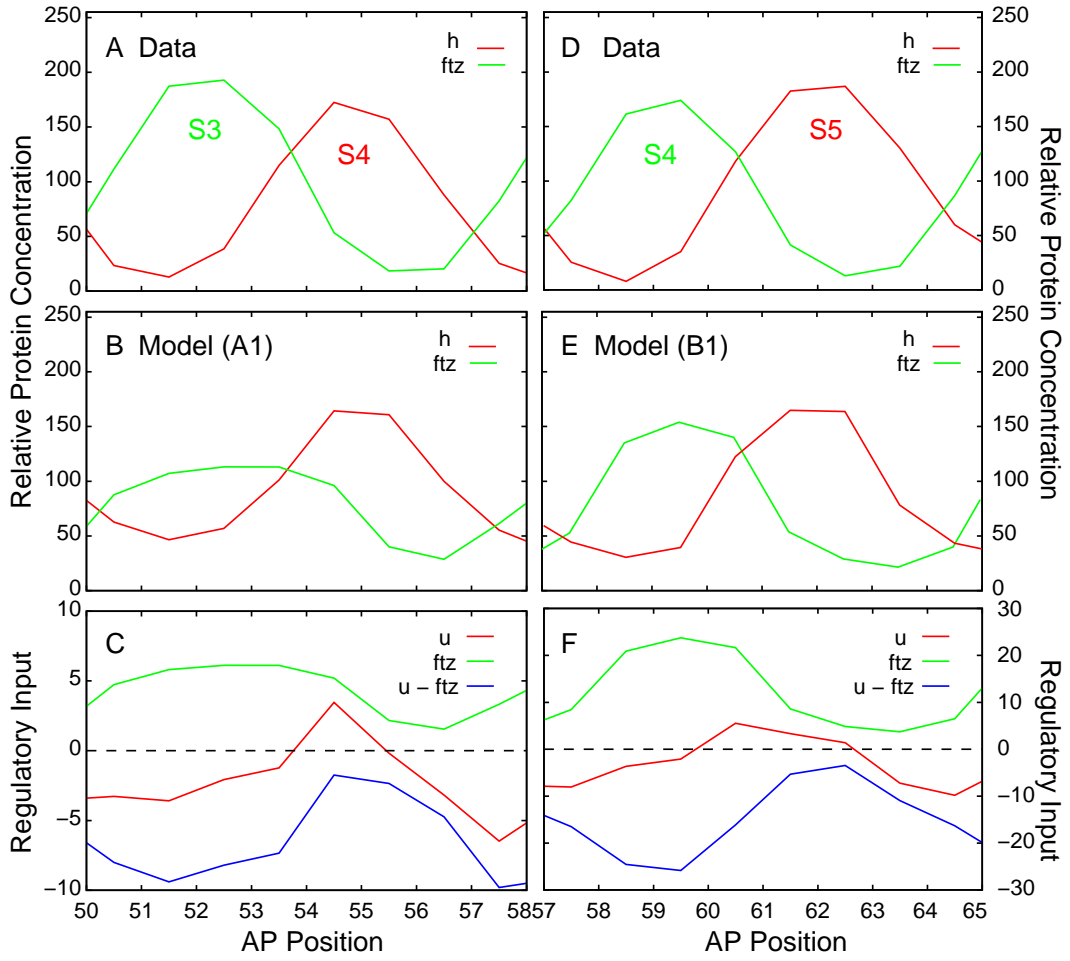 Relative Protein Concentration
250
200
150
100
50
0
A Data
h
ftz
S3
S4
250
200
150
100
50
0
D Data
h
ftz
S4
S5
Relative Protein Concentration
250
200
150
100
50
0
B Model (A1)
h
ftz
250
200
150
100
50
0
E Model (B1)
h
ftz
Regulatory Input
10
5
0
−5
−10
C
u
ftz
u − ftz
50 51 52 53 54 55 56 57 58
AP Position
30
20
10
0
−10
−20
−30
F
u
ftz
u − ftz
57 58 59 60 61 62 63 64 65
AP Position
Regulatory Input